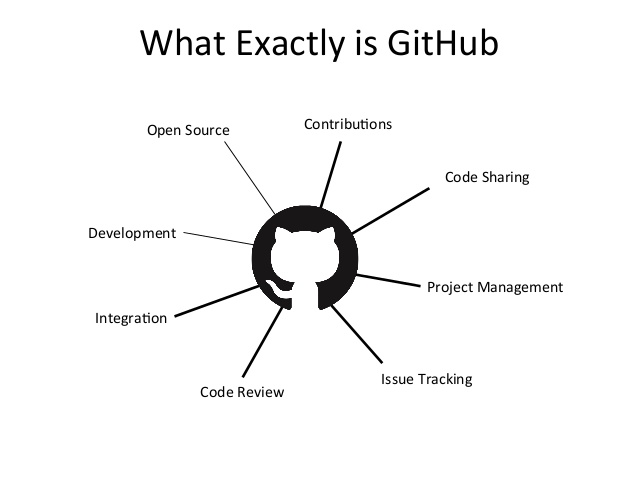 What Exactly is GitHub
Open Source
Contributions
Code Sharing
Development
Project Management
Integration
Issue Tracking
Code Review